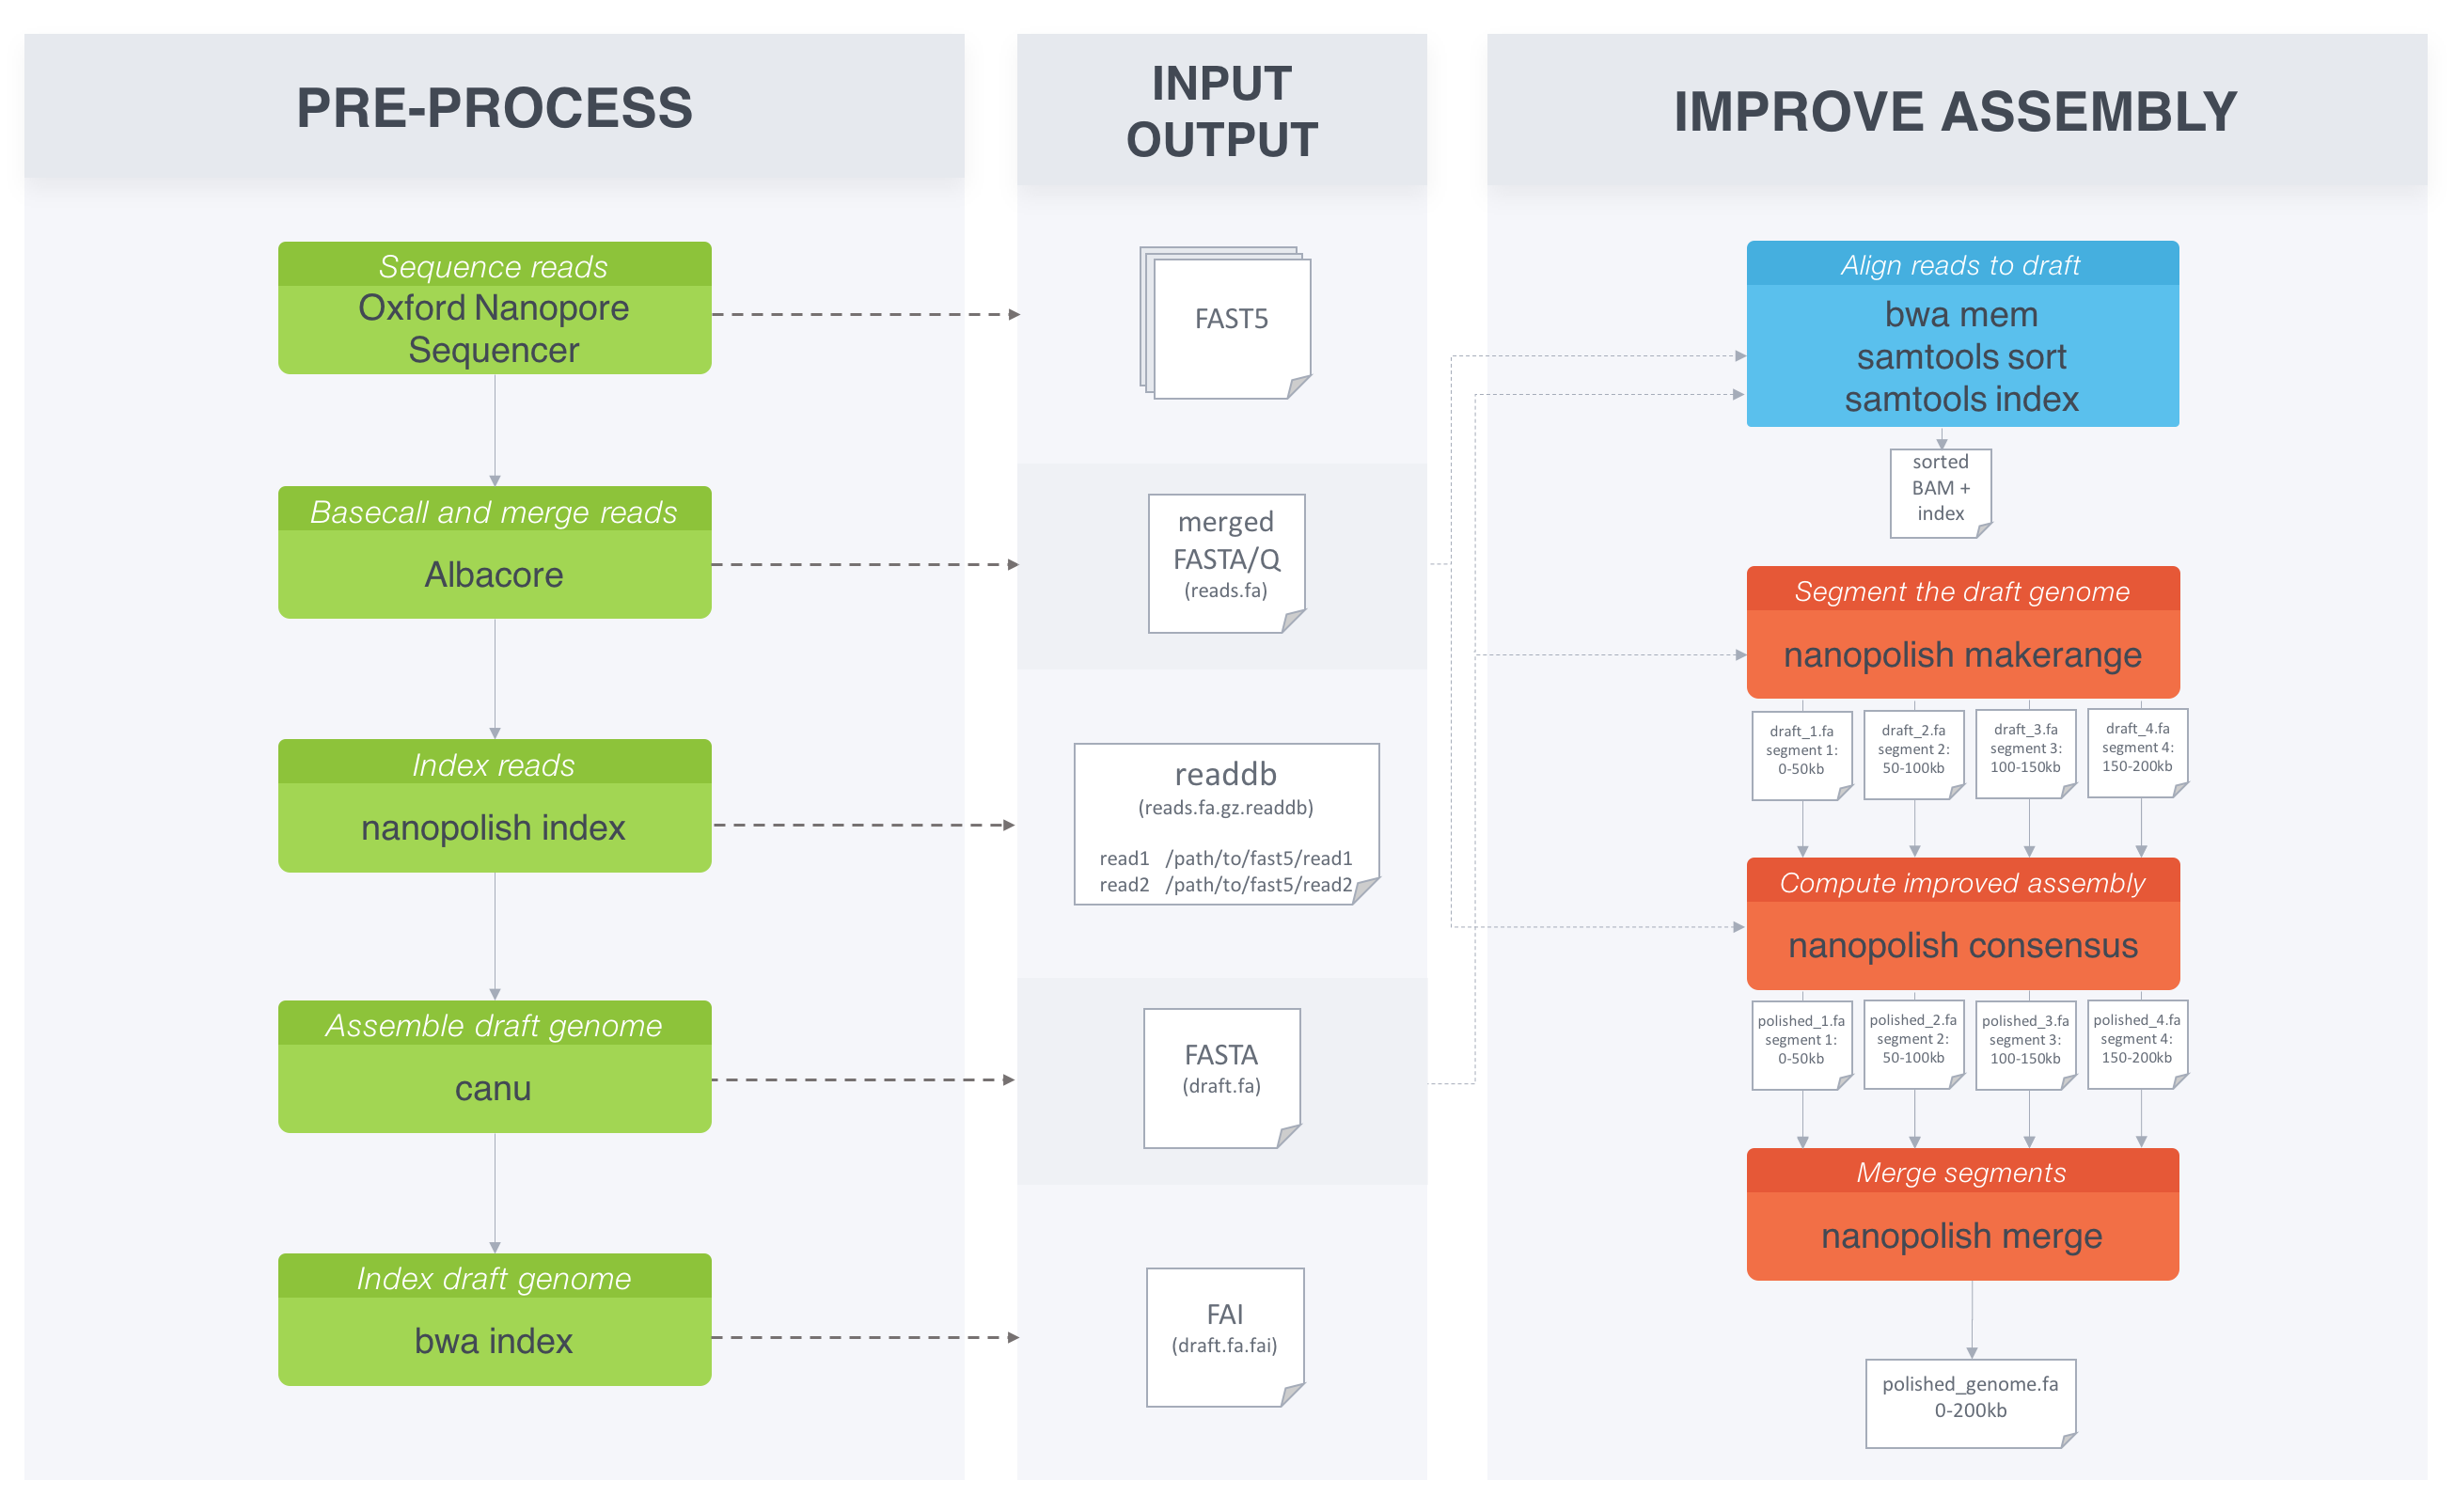 PRE-PROCESS
Sequence reads
Oxford Nanopore
Sequencer
Basecall and merge reads
Albacore
Index reads
nanopolish index
Assemble draft genome
canu
Index draft genome
bwa index
INPUT
OUTPUT
FAST5
merged
FASTA/Q
(reads.fa)
readdb
(reads.fa.gz.readdb)
read1 /path/to/fast5/read1
read2 /path/to/fast5/read2
FASTA
(draft.fa)
FAI
(draft.fa.fai)
IMPROVE ASSEMBLY
Align reads to draft
bwa mem
samtools sort
samtools index
sorted
BAM +
index
Segment the draft genome
nanopolish makerange
draft_1.fa
segment 1:
0-50kb
draft_2.fa
segment 2:
50-100kb
draft_3.fa
segment 3:
100-150kb
draft_4.fa
segment 4:
150-200kb
Compute improved assembly
nanopolish consensus
polished_1.fa
segment 1:
0-50kb
polished_2.fa
segment 2:
50-100kb
polished_3.fa
segment 3:
100-150kb
polished_4.fa
segment 4:
150-200kb
Merge segments
nanopolish merge
polished_genome.fa
0-200kb